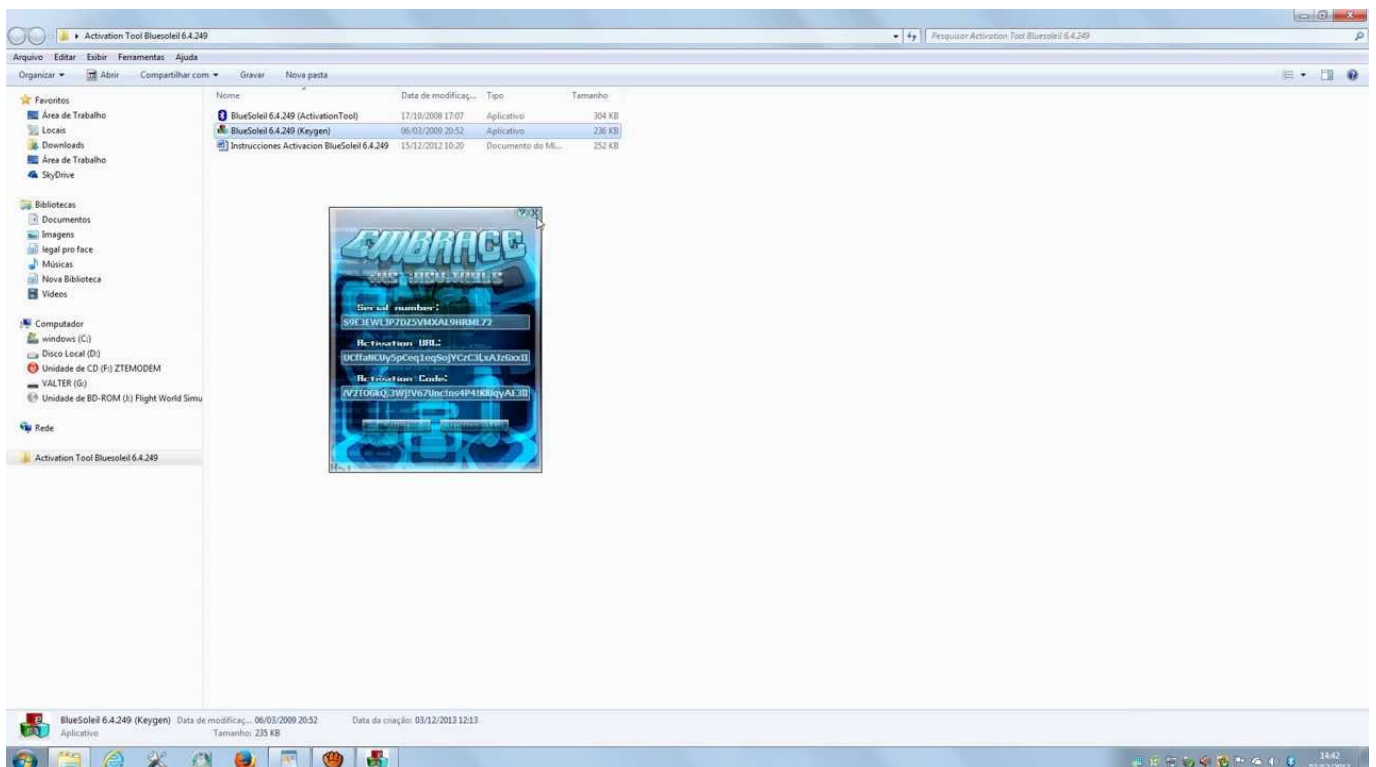 Activation Tool Bluesoleil 6.4.249
Pesquisar Activation Tool Bluesoleil 6.4.249
Arquivo Editar Exibir Ferramentas Ajuda
Organizar Abrir Compartilhar com Gravar Nova pasta
Favoritos
Área de Trabalho
Locais
Downloads
Área de Trabalho
SkyDrive
Bibliotecas
Documentos
Imagens
legal pro face
Músicas
Nova Biblioteca
Vídeos
Computador
windows (C:)
Disco Local (D:)
Unidade de CD (F:) ZTEMODEM
VALTER (G:)
Unidade de BD-ROM (J:) Flight World Simu
Rede
Activation Tool Bluesoleil 6.4.249
Nome Data de modificaç... Tipo Tamanho
BlueSoleil 6.4.249 (ActivationTool) 17/10/2008 17:07 Aplicativo 304 KB
BlueSoleil 6.4.249 (Keygen) 06/03/2009 20:52 Aplicativo 236 KB
Instrucciones Activacion BlueSoleil 6.4.249 15/12/2012 10:20 Documento do Mi... 252 KB
EMBRACE
Serial number:
Activation URL:
Activation Code:
BlueSoleil 6.4.249 (Keygen) Data de modificaç... 06/03/2009 20:52 Data da criação: 03/12/2013 12:13
Aplicativo Tamanho: 235 KB
14:42